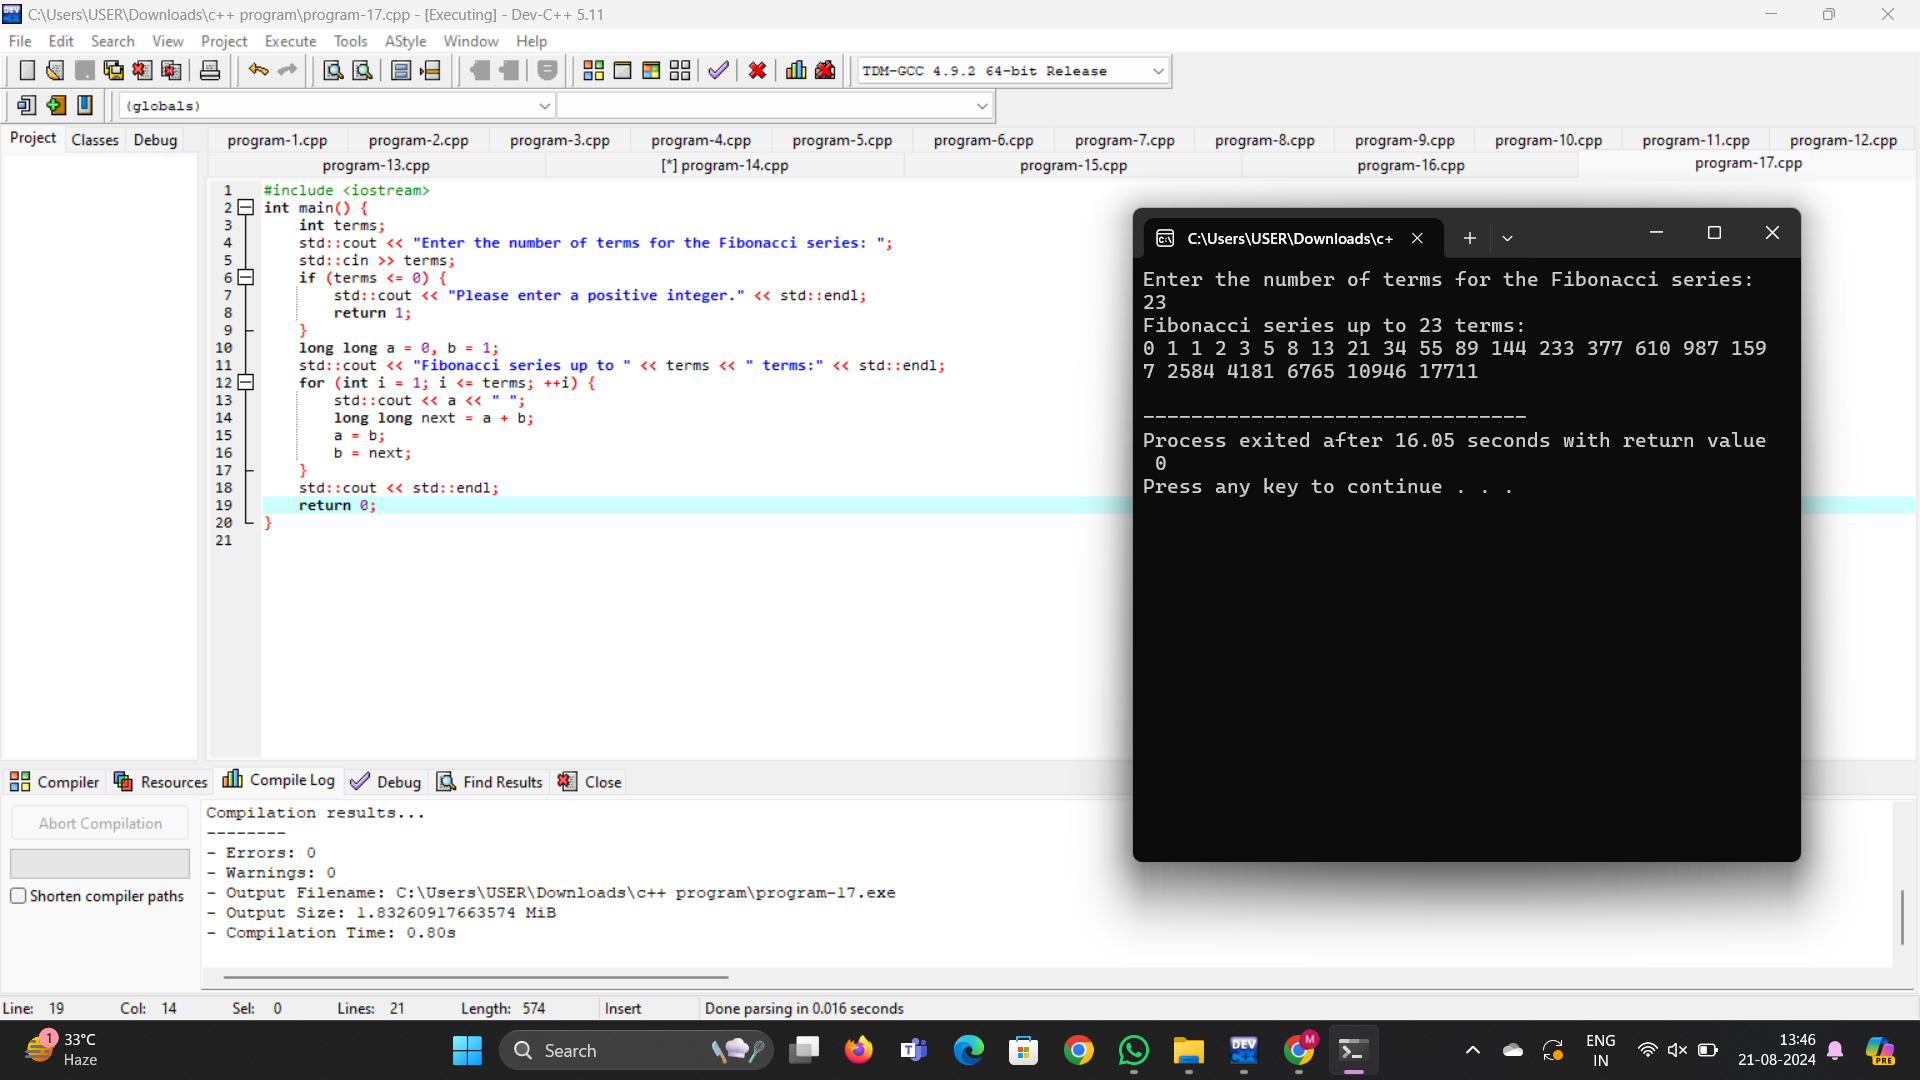 C:\Users\USER\Downloads\c++ program\program-17.cpp - [Executing] - Dev-C++ 5.11
File Edit Search View Project Execute Tools AStyle Window Help
TDM-GCC 4.9.2 64-bit Release
(globals)
Project Classes Debug
program-1.cpp program-2.cpp program-3.cpp program-4.cpp program-5.cpp program-6.cpp program-7.cpp program-8.cpp program-9.cpp program-10.cpp program-11.cpp program-12.cpp
program-13.cpp [*] program-14.cpp program-15.cpp program-16.cpp program-17.cpp
1 #include <iostream>
2 int main() {
3 int terms;
4 std::cout << "Enter the number of terms for the Fibonacci series: ";
5 std::cin >> terms;
6 if (terms <= 0) {
7 std::cout << "Please enter a positive integer." << std::endl;
8 return 1;
9 }
10 long long a = 0, b = 1;
11 std::cout << "Fibonacci series up to " << terms << " terms:" << std::endl;
12 for (int i = 1; i <= terms; ++i) {
13 std::cout << a << " ";
14 long long next = a + b;
15 a = b;
16 b = next;
17 }
18 std::cout << std::endl;
19 return 0;
20 }
21
C:\Users\USER\Downloads\c+
Enter the number of terms for the Fibonacci series:
23
Fibonacci series up to 23 terms:
0 1 1 2 3 5 8 13 21 34 55 89 144 233 377 610 987 159
7 2584 4181 6765 10946 17711
--------------------------------
Process exited after 16.05 seconds with return value
0
Press any key to continue . . .
Compiler Resources Compile Log Debug Find Results Close
Abort Compilation
Shorten compiler paths
Compilation results...
--------
- Errors: 0
- Warnings: 0
- Output Filename: C:\Users\USER\Downloads\c++ program\program-17.exe
- Output Size: 1.83260917663574 MiB
- Compilation Time: 0.80s
Line: 19 Col: 14 Sel: 0 Lines: 21 Length: 574 Insert Done parsing in 0.016 seconds
1
33°C
Haze
Search
DEV
M
ENG
IN
13:46
21-08-2024
PRE